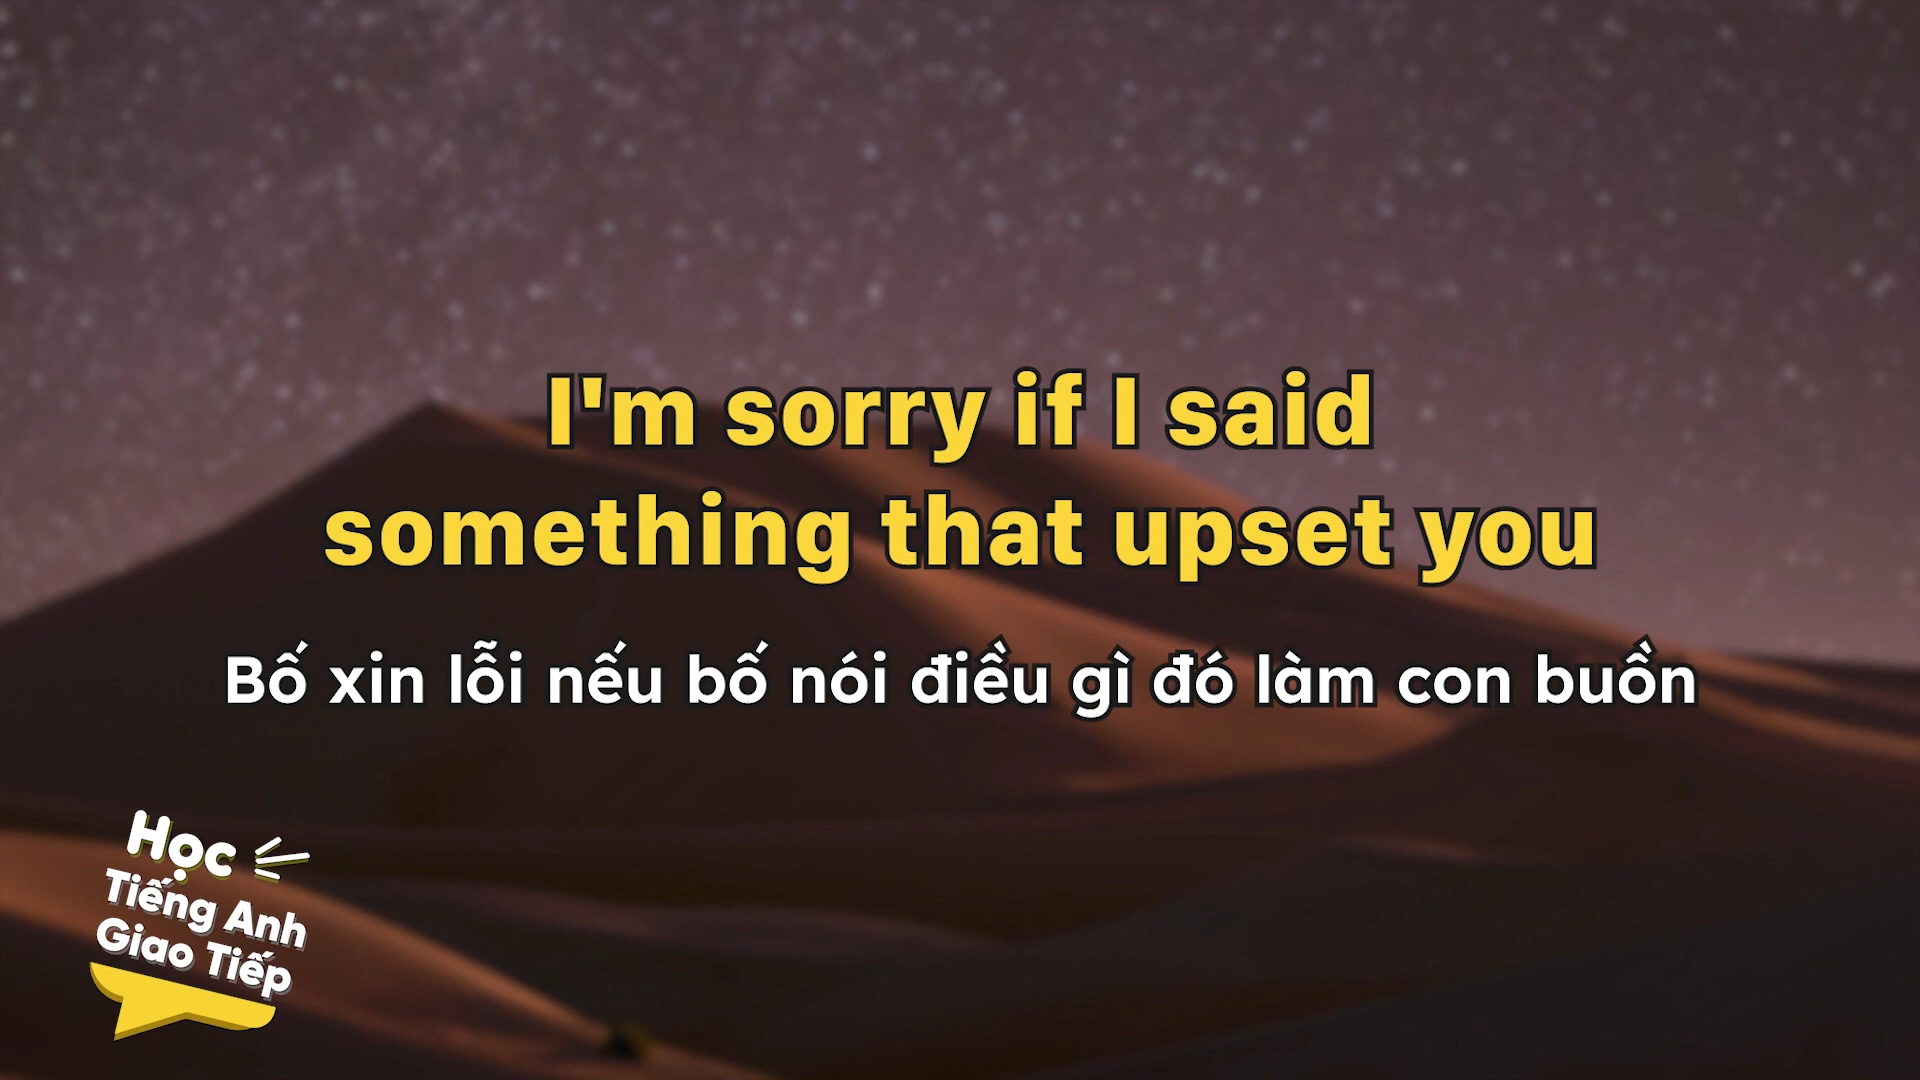 I'm sorry if I said
something that upset you
Bố xin lỗi nếu bố nói điều gì đó làm con buồn
Học
Tiếng Anh
Giao Tiếp